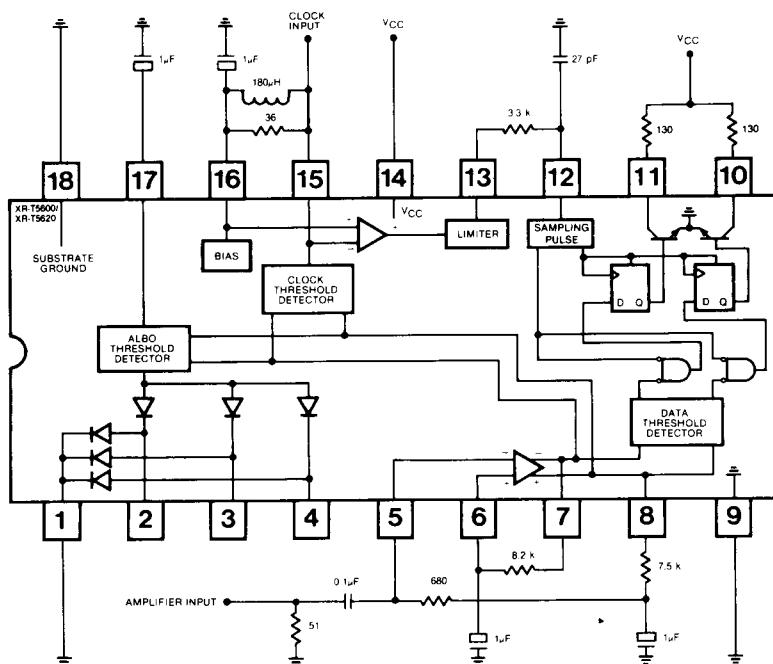 CLOCK
INPUT
VCC
VCC
1µF
1µF
180µH
36
3.3 k
27 pF
130
130
18
17
16
15
14
13
12
11
10
XR-T5600/
XR-T5620
SUBSTRATE
GROUND
BIAS
VCC
LIMITER
SAMPLING
PULSE
CLOCK
THRESHOLD
DETECTOR
D Q
D Q
ALBO
THRESHOLD
DETECTOR
DATA
THRESHOLD
DETECTOR
1
2
3
4
5
6
7
8
9
AMPLIFIER INPUT
0.1µF
680
8.2 k
7.5 k
51
1µF
1µF